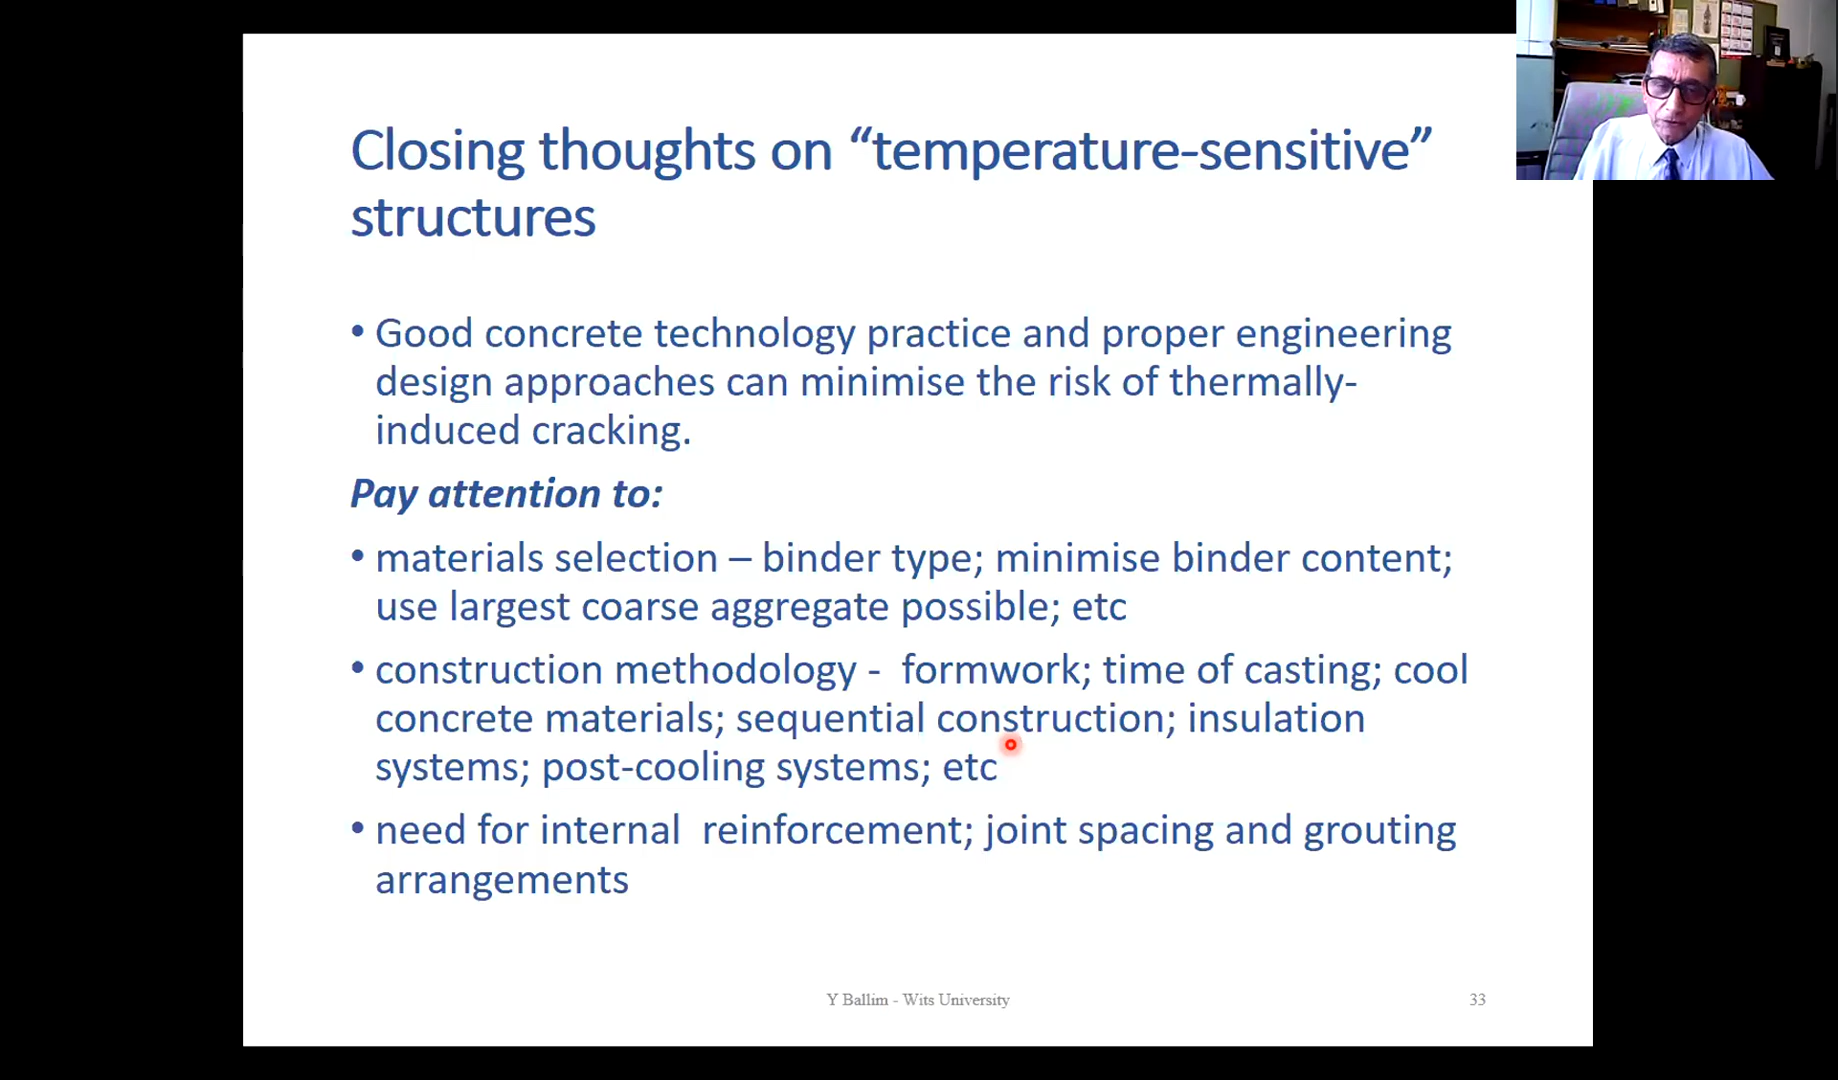 Closing thoughts on “temperature-sensitive”
structures
• Good concrete technology practice and proper engineering
design approaches can minimise the risk of thermally-
induced cracking.
Pay attention to:
• materials selection – binder type; minimise binder content;
use largest coarse aggregate possible; etc
• construction methodology -  formwork; time of casting; cool
concrete materials; sequential construction; insulation
systems; post-cooling systems; etc
• need for internal  reinforcement; joint spacing and grouting
arrangements
Y Ballim - Wits University
33